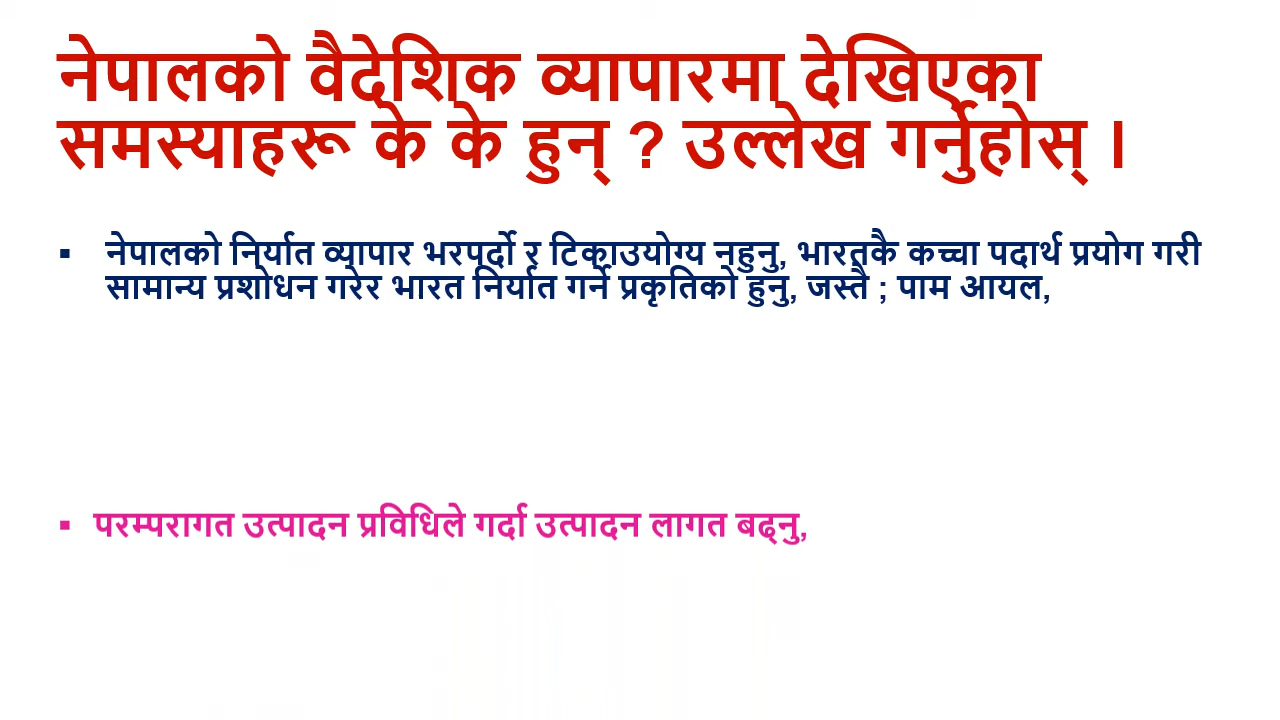 नेपालको वैदेशिक व्यापारमा देखिएका
समस्याहरू के के हुन् ? उल्लेख गर्नुहोस् ।
▪ नेपालको निर्यात व्यापार भरपर्दो र टिकाउयोग्य नहुनु, भारतकै कच्चा पदार्थ प्रयोग गरी
सामान्य प्रशोधन गरेर भारत निर्यात गर्ने प्रकृतिको हुनु, जस्तै ; पाम आयल,
▪ परम्परागत उत्पादन प्रविधिले गर्दा उत्पादन लागत बढ्नु,